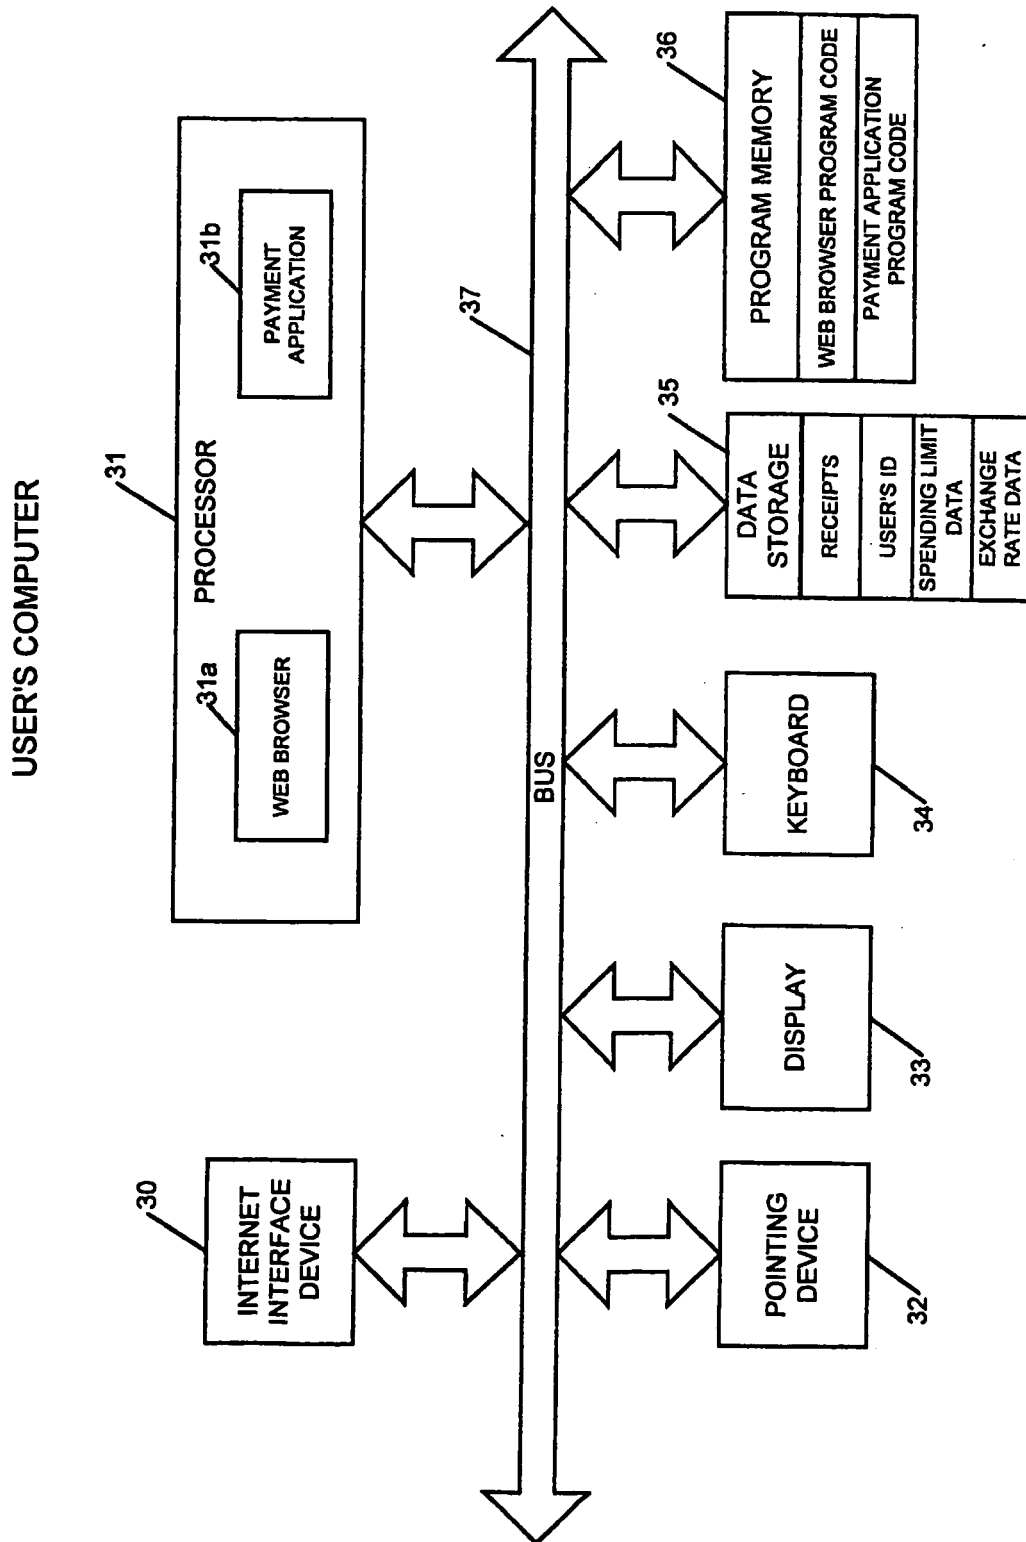 USER'S COMPUTER
30
INTERNET
INTERFACE
DEVICE
31
PROCESSOR
31a
WEB BROWSER
31b
PAYMENT
APPLICATION
BUS
37
POINTING
DEVICE
32
DISPLAY
33
KEYBOARD
34
35
DATA
STORAGE
RECEIPTS
USER'S ID
SPENDING LIMIT
DATA
EXCHANGE
RATE DATA
36
PROGRAM MEMORY
WEB BROWSER PROGRAM CODE
PAYMENT APPLICATION
PROGRAM CODE